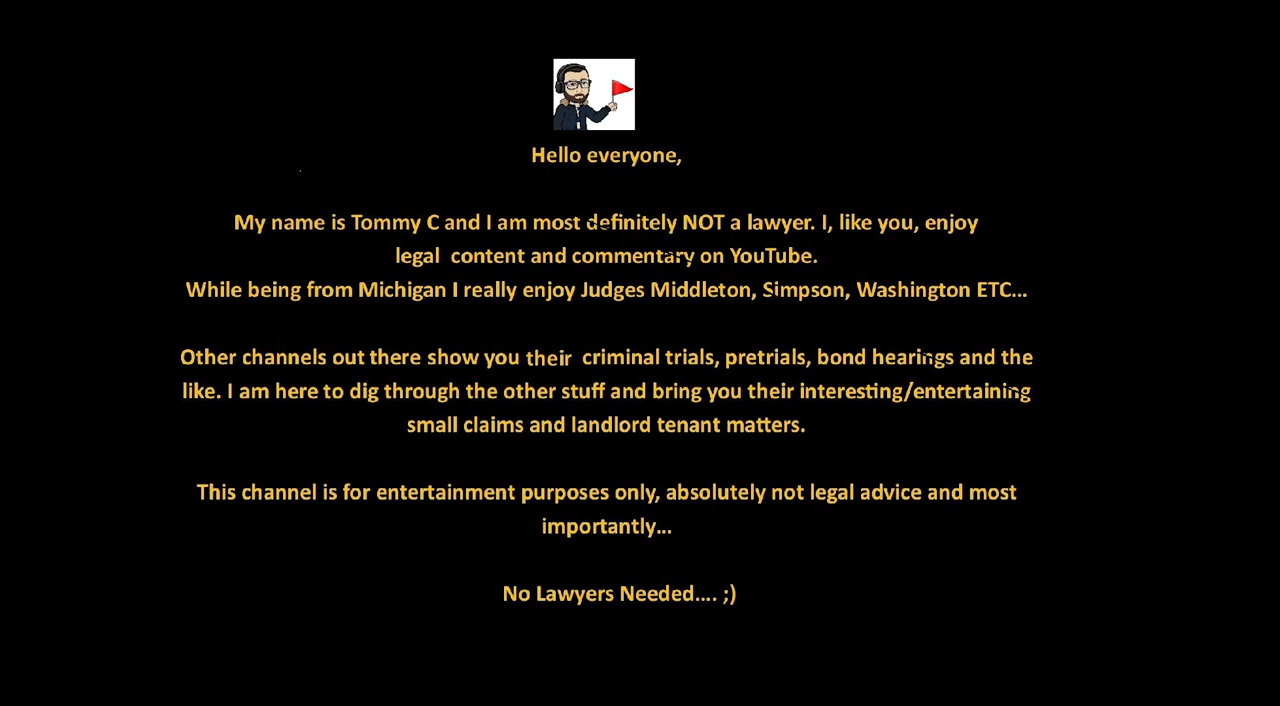 Hello everyone,
My name is Tommy C and I am most definitely NOT a lawyer. I, like you, enjoy
legal content and commentary on YouTube.
While being from Michigan I really enjoy Judges Middleton, Simpson, Washington ETC...
Other channels out there show you their criminal trials, pretrials, bond hearings and the
like. I am here to dig through the other stuff and bring you their interesting/entertaining
small claims and landlord tenant matters.
This channel is for entertainment purposes only, absolutely not legal advice and most
importantly...
No Lawyers Needed.... ;)